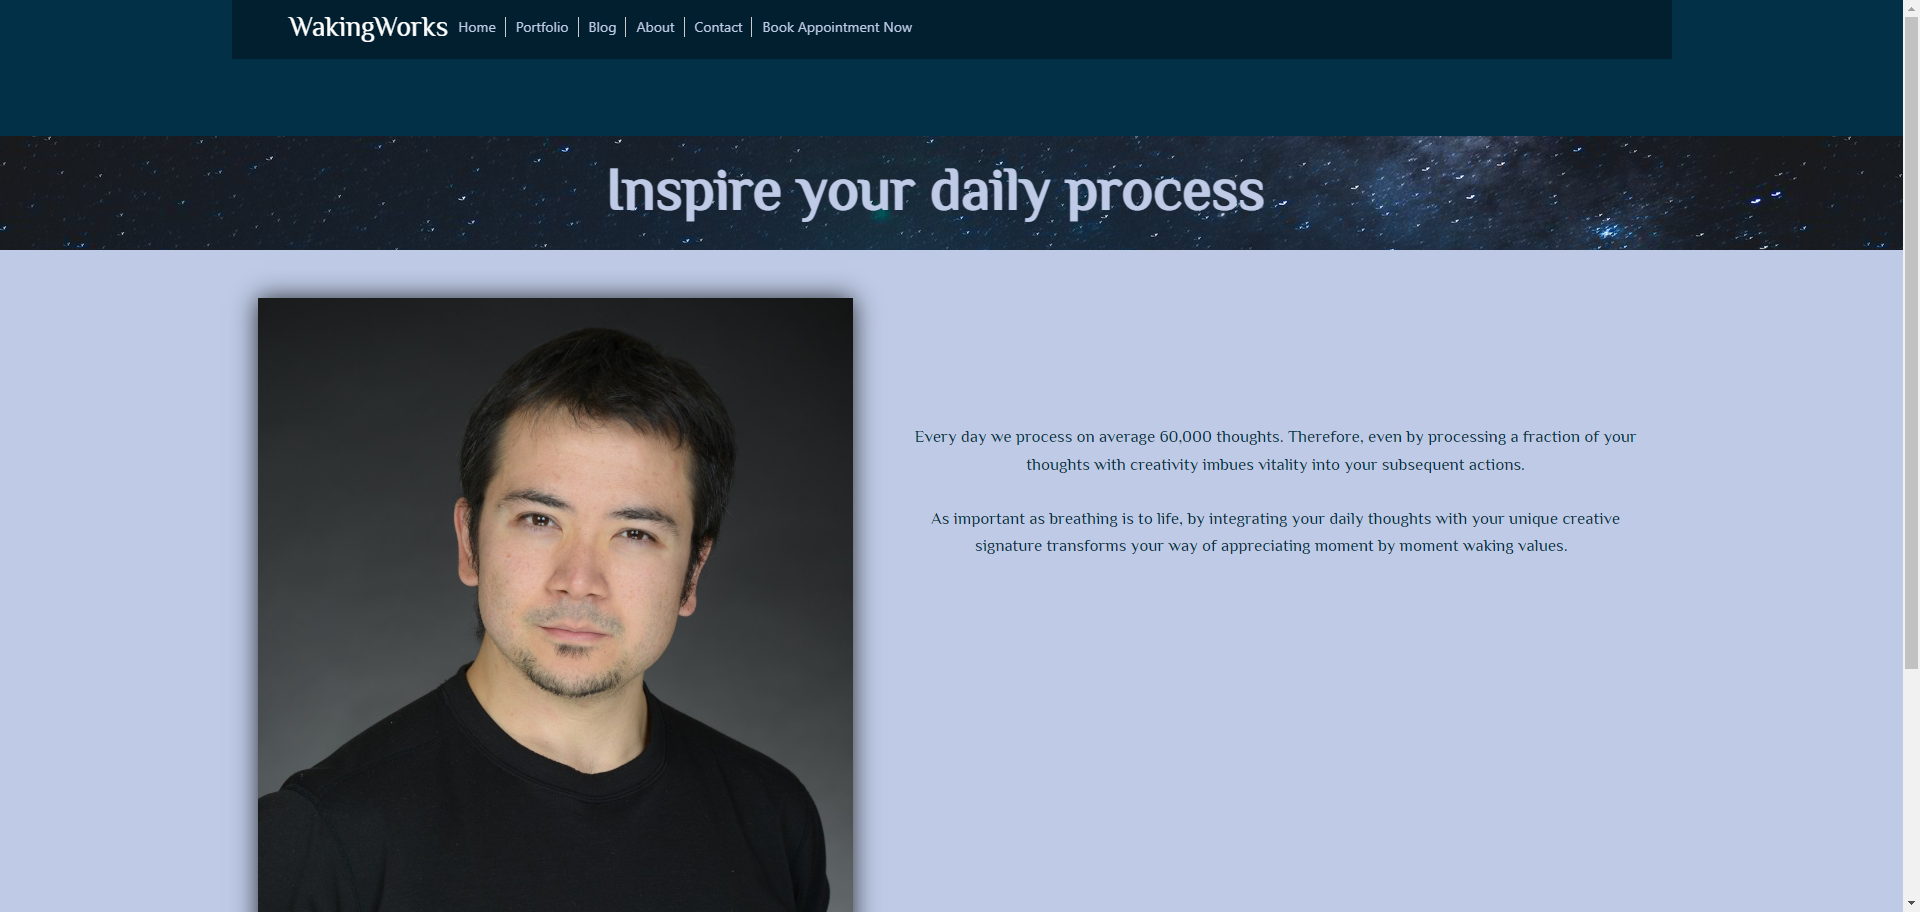 WakingWorks Home Portfolio Blog About Contact Book Appointment Now
Inspire your daily process
Every day we process on average 60,000 thoughts. Therefore, even by processing a fraction of your
thoughts with creativity imbues vitality into your subsequent actions.
As important as breathing is to life, by integrating your daily thoughts with your unique creative
signature transforms your way of appreciating moment by moment waking values.